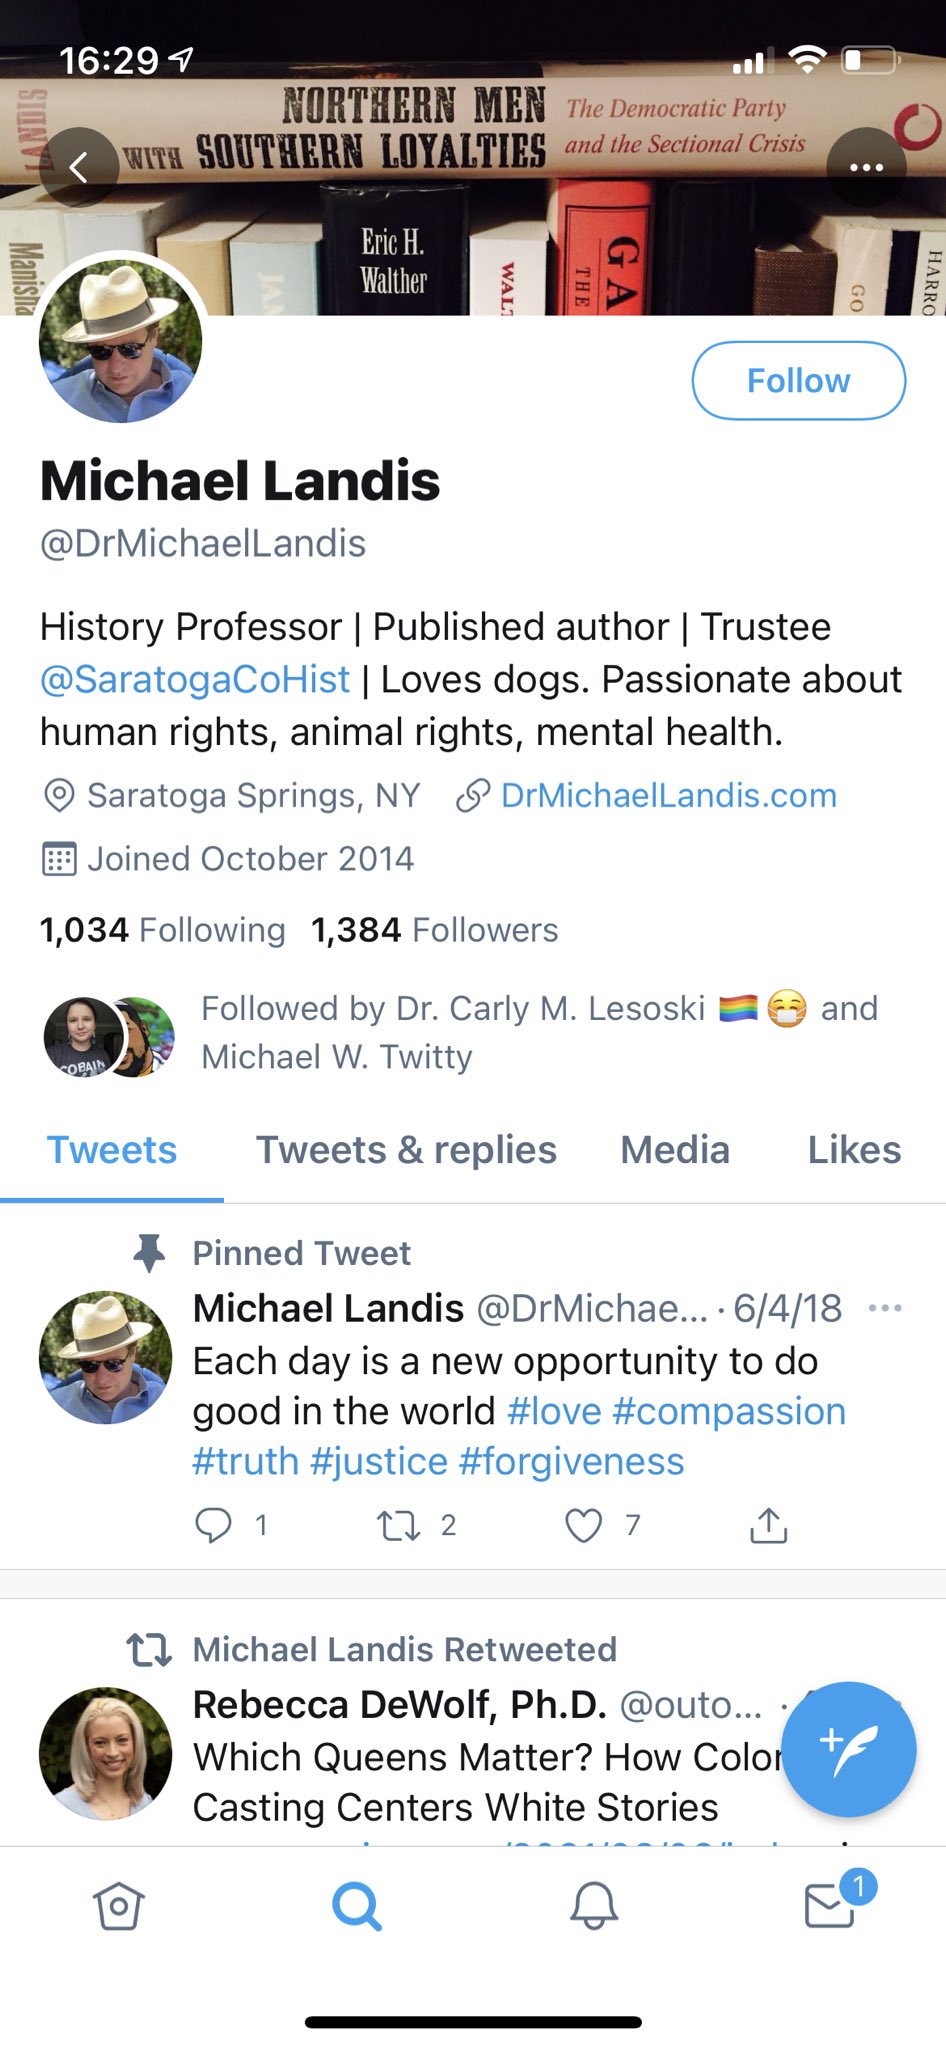 16:29
LANDIS
NORTHERN MEN
WITH SOUTHERN LOYALTIES
The Democratic Party
and the Sectional Crisis
Eric H.
Walther
WALT
GA
THE
JAN
GO
HARRO
Manisha
Follow
Michael Landis
@DrMichaelLandis
History Professor | Published author | Trustee
@SaratogaCoHist | Loves dogs. Passionate about
human rights, animal rights, mental health.
Saratoga Springs, NY DrMichaelLandis.com
Joined October 2014
1,034 Following 1,384 Followers
COBAIN
Followed by Dr. Carly M. Lesoski 🏳️‍🌈😷 and
Michael W. Twitty
Tweets Tweets & replies Media Likes
Pinned Tweet
Michael Landis @DrMichae... · 6/4/18 ···
Each day is a new opportunity to do
good in the world #love #compassion
#truth #justice #forgiveness
1 2 7
Michael Landis Retweeted
Rebecca DeWolf, Ph.D. @outo... ·
Which Queens Matter? How Color
Casting Centers White Stories
1